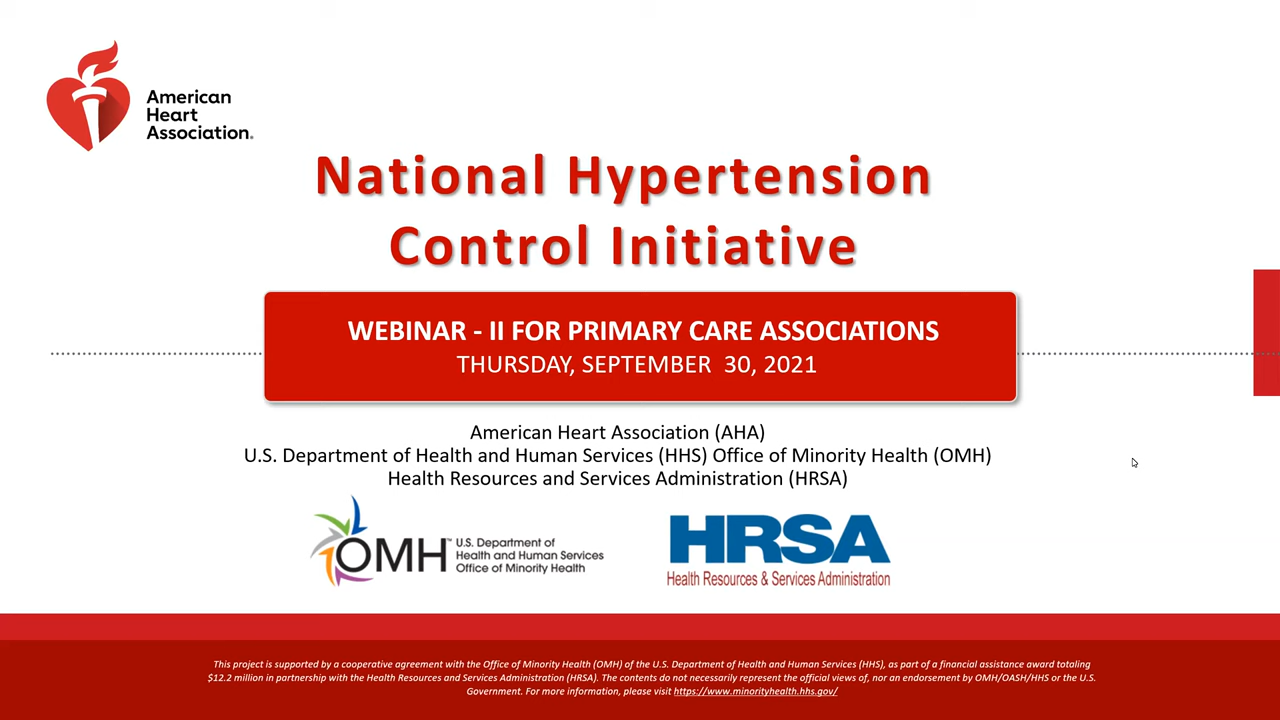 American
Heart
Association.
National Hypertension
Control Initiative
WEBINAR - II FOR PRIMARY CARE ASSOCIATIONS
THURSDAY, SEPTEMBER 30, 2021
American Heart Association (AHA)
U.S. Department of Health and Human Services (HHS) Office of Minority Health (OMH)
Health Resources and Services Administration (HRSA)
OMH™
U.S. Department of
Health and Human Services
Office of Minority Health
HRSA
Health Resources & Services Administration
This project is supported by a cooperative agreement with the Office of Minority Health (OMH) of the U.S. Department of Health and Human Services (HHS), as part of a financial assistance award totaling
$12.2 million in partnership with the Health Resources and Services Administration (HRSA). The contents do not necessarily represent the official views of, nor an endorsement by OMH/OASH/HHS or the U.S.
Government. For more information, please visit https://www.minorityhealth.hhs.gov/